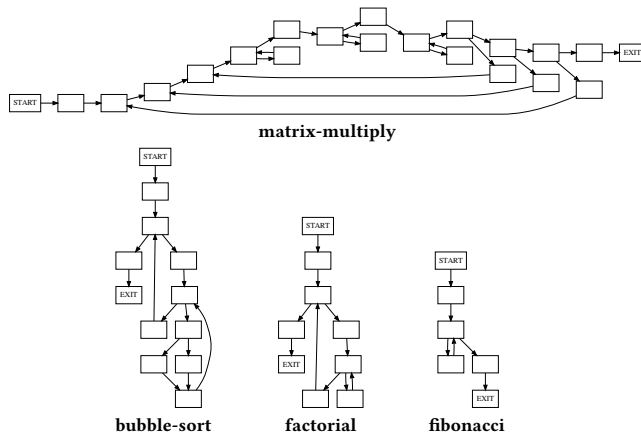 START
EXIT
matrix-multiply
START
EXIT
bubble-sort
START
EXIT
factorial
START
EXIT
fibonacci